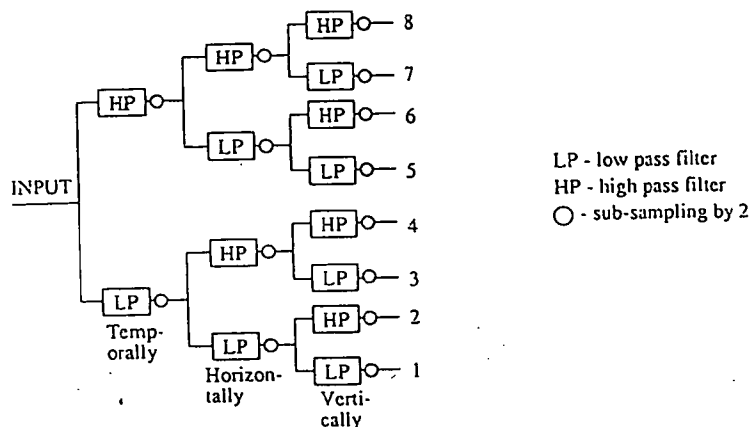 HP 8
HP
LP 7
HP
HP 6
LP
LP 5
INPUT
LP - low pass filter
HP - high pass filter
- sub-sampling by 2
HP 4
HP
LP 3
LP
HP 2
Temp-
orally
LP
LP 1
Horizon-
tally
Verti-
cally